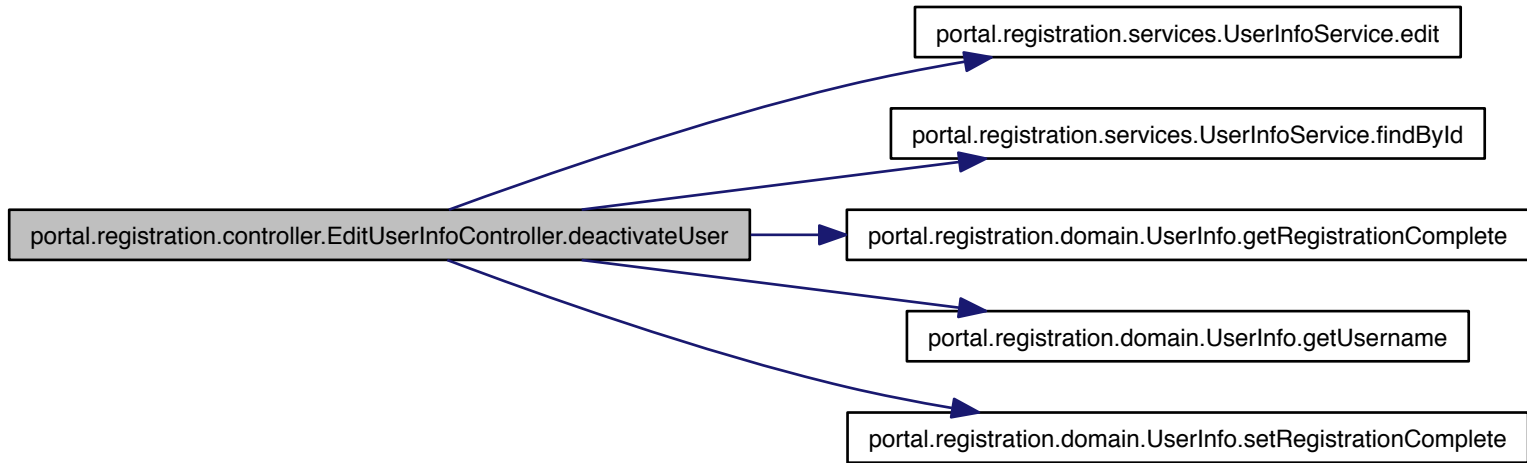 portal.registration.services.UserInfoService.edit
portal.registration.services.UserInfoService.findById
portal.registration.controller.EditUserInfoController.deactivateUser
portal.registration.domain.UserInfo.getRegistrationComplete
portal.registration.domain.UserInfo.getUsername
portal.registration.domain.UserInfo.setRegistrationComplete